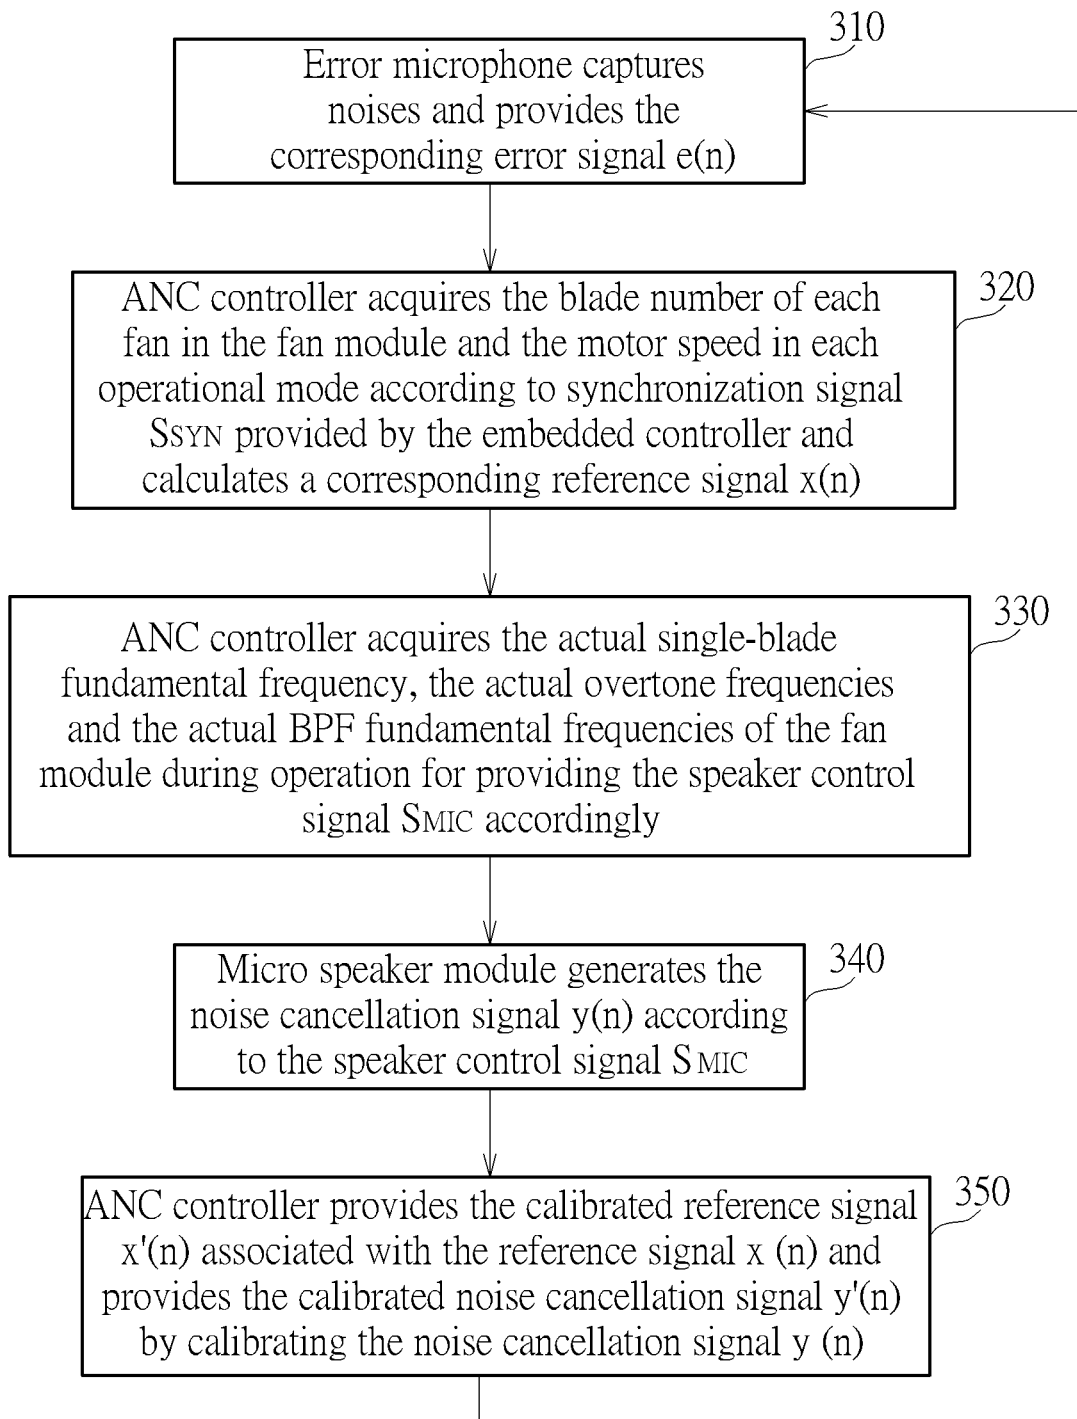 310
Error microphone captures
noises and provides the
corresponding error signal e(n)
320
ANC controller acquires the blade number of each
fan in the fan module and the motor speed in each
operational mode according to synchronization signal
SSYN provided by the embedded controller and
calculates a corresponding reference signal x(n)
330
ANC controller acquires the actual single-blade
fundamental frequency, the actual overtone frequencies
and the actual BPF fundamental frequencies of the fan
module during operation for providing the speaker control
signal SMIC accordingly
340
Micro speaker module generates the
noise cancellation signal y(n) according
to the speaker control signal SMIC
350
ANC controller provides the calibrated reference signal
x'(n) associated with the reference signal x (n) and
provides the calibrated noise cancellation signal y'(n)
by calibrating the noise cancellation signal y (n)